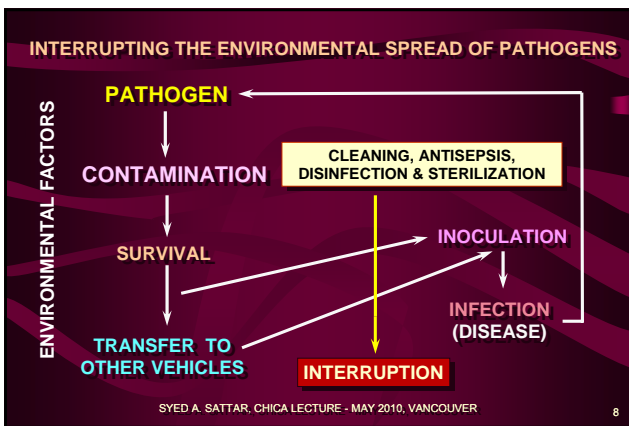 INTERRUPTING THE ENVIRONMENTAL SPREAD OF PATHOGENS
ENVIRONMENTAL FACTORS
PATHOGEN
CONTAMINATION
SURVIVAL
TRANSFER TO
OTHER VEHICLES
CLEANING, ANTISEPSIS,
DISINFECTION & STERILIZATION
INTERRUPTION
INOCULATION
INFECTION
(DISEASE)
SYED A. SATTAR, CHICA LECTURE - MAY 2010, VANCOUVER
8